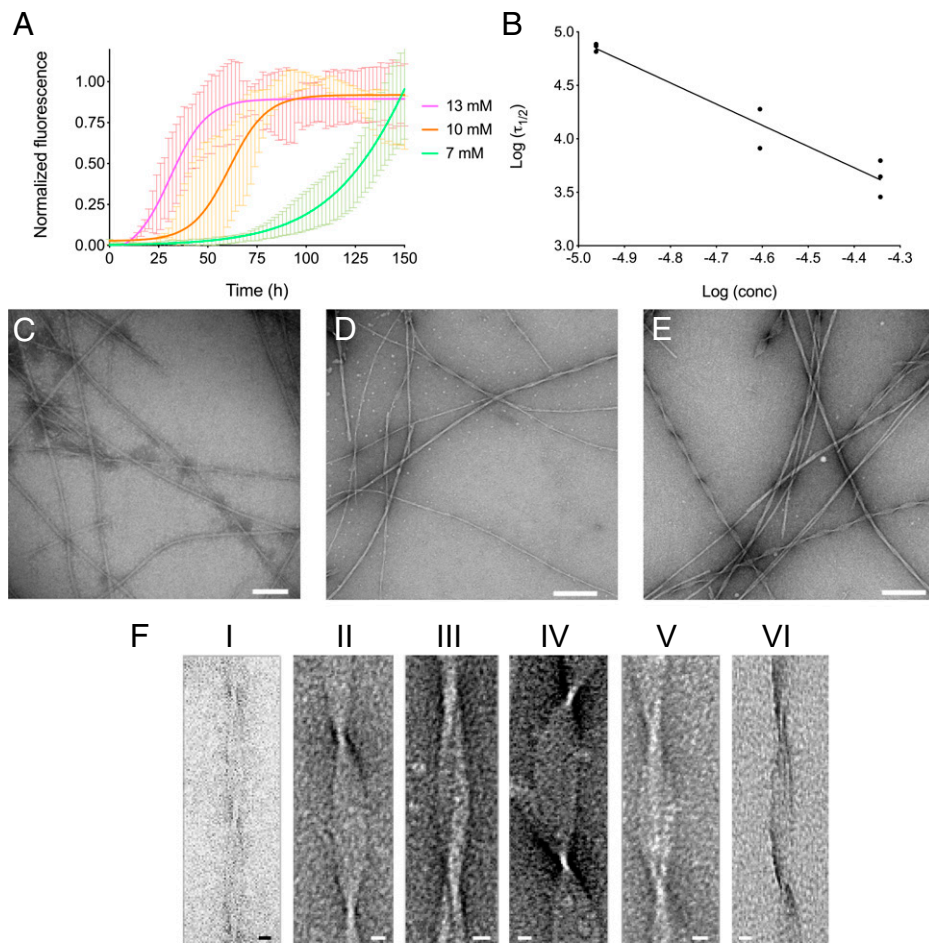 A
Normalized fluorescence
1.00
0.75
0.50
0.25
0.00
0 25 50 75 100 125 150
Time (h)
13 mM
10 mM
7 mM
B
Log (τ1/2)
5.0
4.5
4.0
3.5
3.0
-5.0 -4.9 -4.8 -4.7 -4.6 -4.5 -4.4 -4.3
Log (conc)
C D E
F I II III IV V VI